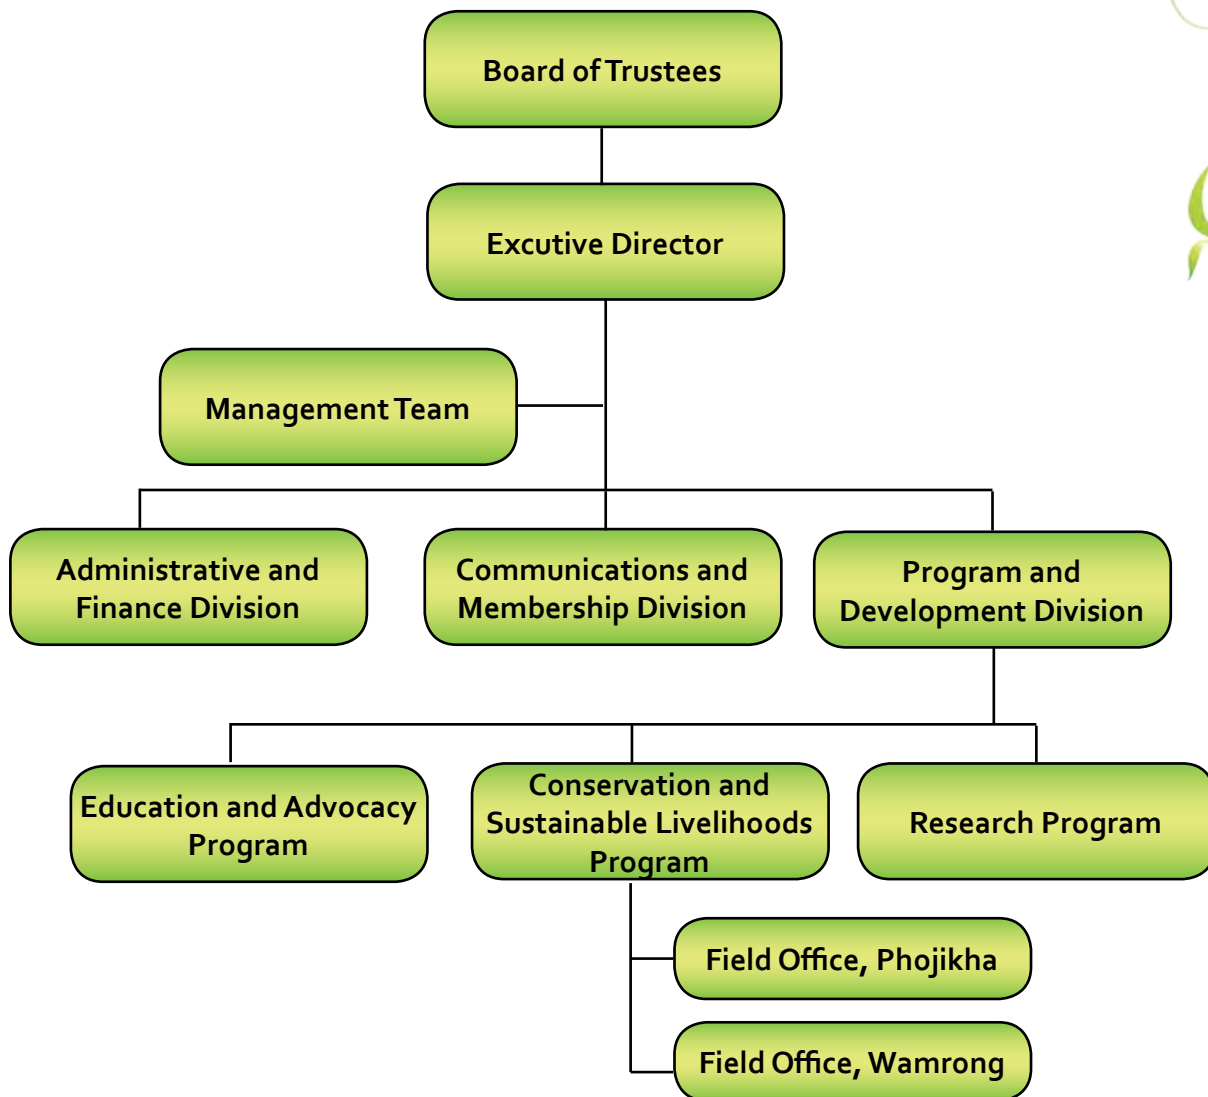 Board of Trustees
Excutive Director
Management Team
Administrative and
Finance Division
Communications and
Membership Division
Program and
Development Division
Education and Advocacy
Program
Conservation and
Sustainable Livelihoods
Program
Research Program
Field Office, Phojikha
Field Office, Wamrong